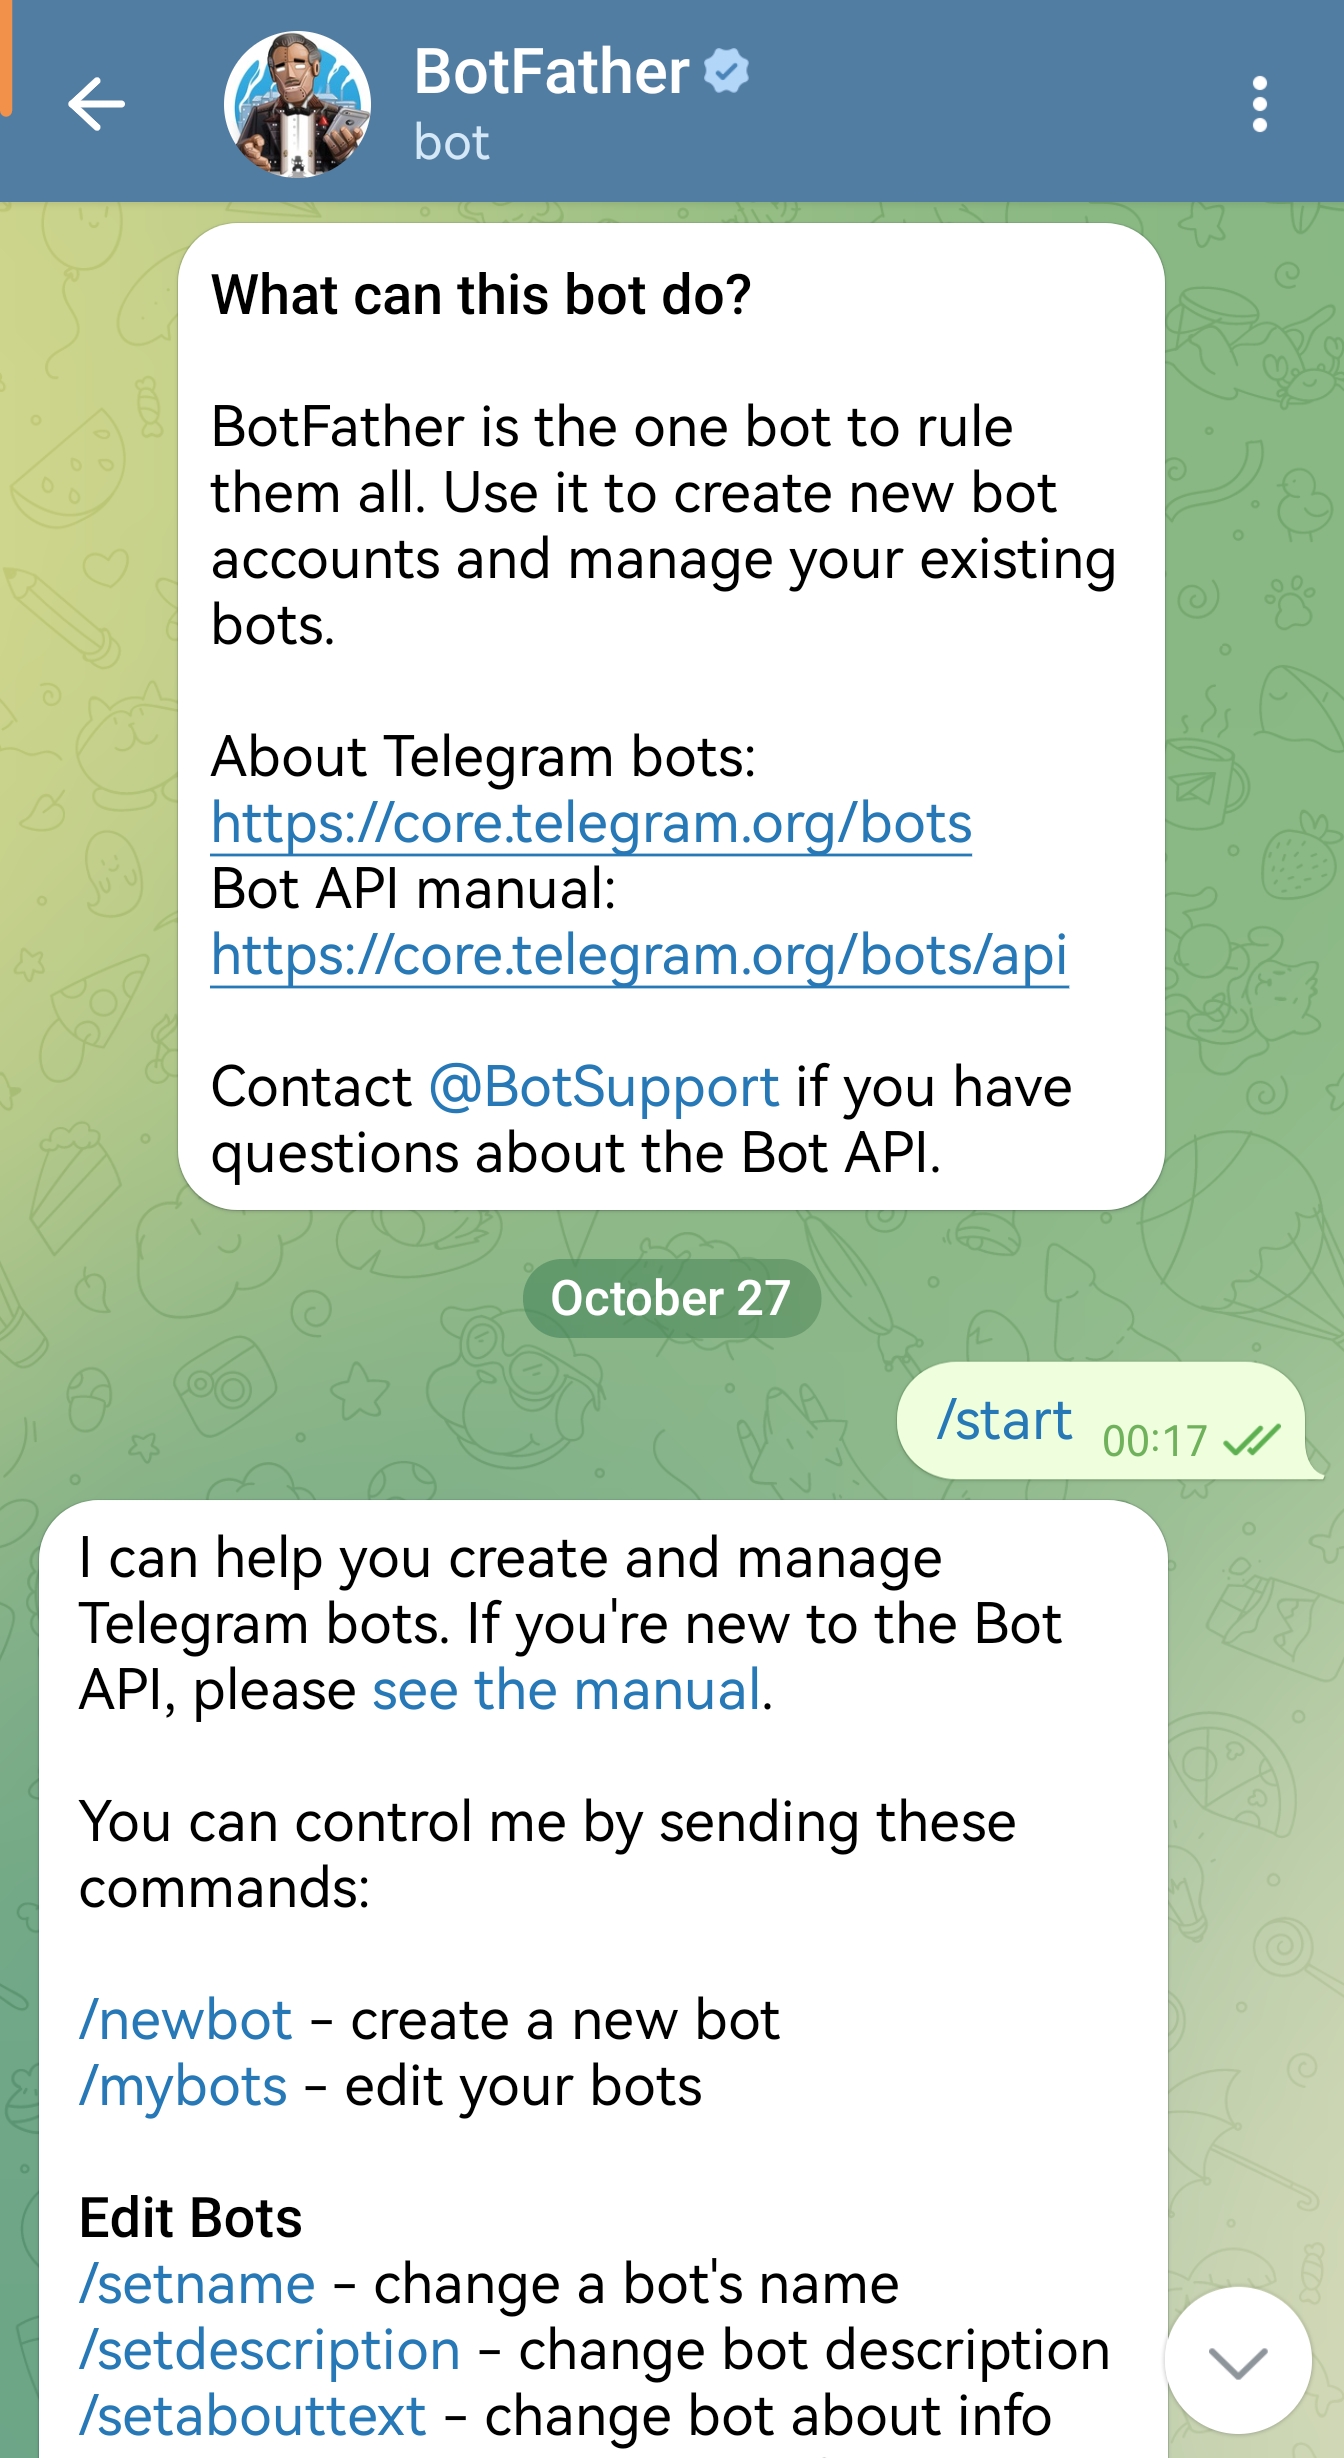 BotFather
bot
What can this bot do?
BotFather is the one bot to rule
them all. Use it to create new bot
accounts and manage your existing
bots.
About Telegram bots:
https://core.telegram.org/bots
Bot API manual:
https://core.telegram.org/bots/api
Contact @BotSupport if you have
questions about the Bot API.
October 27
/start 00:17
I can help you create and manage
Telegram bots. If you're new to the Bot
API, please see the manual.
You can control me by sending these
commands:
/newbot - create a new bot
/mybots - edit your bots
Edit Bots
/setname - change a bot's name
/setdescription - change bot description
/setabouttext - change bot about info